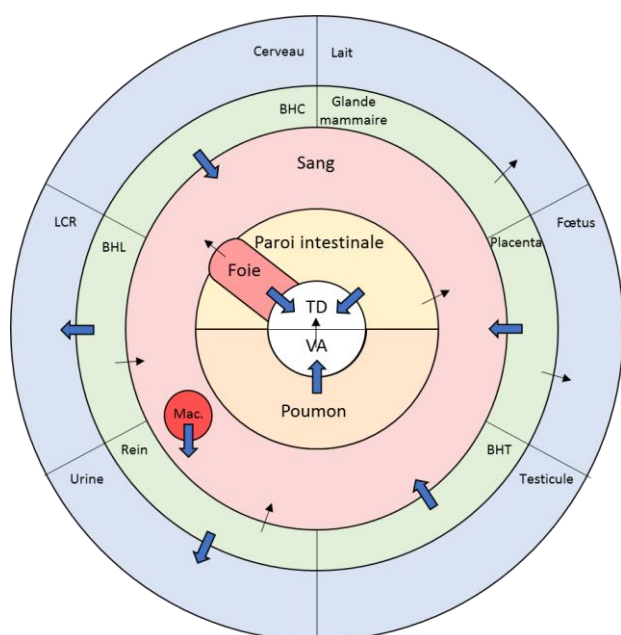 Cerveau
Lait
BHC
Glande
mammaire
Sang
LCR
BHL
Paroi intestinale
Placenta
Fœtus
Foie
TD
VA
Poumon
Mac.
Rein
BHT
Urine
Testicule